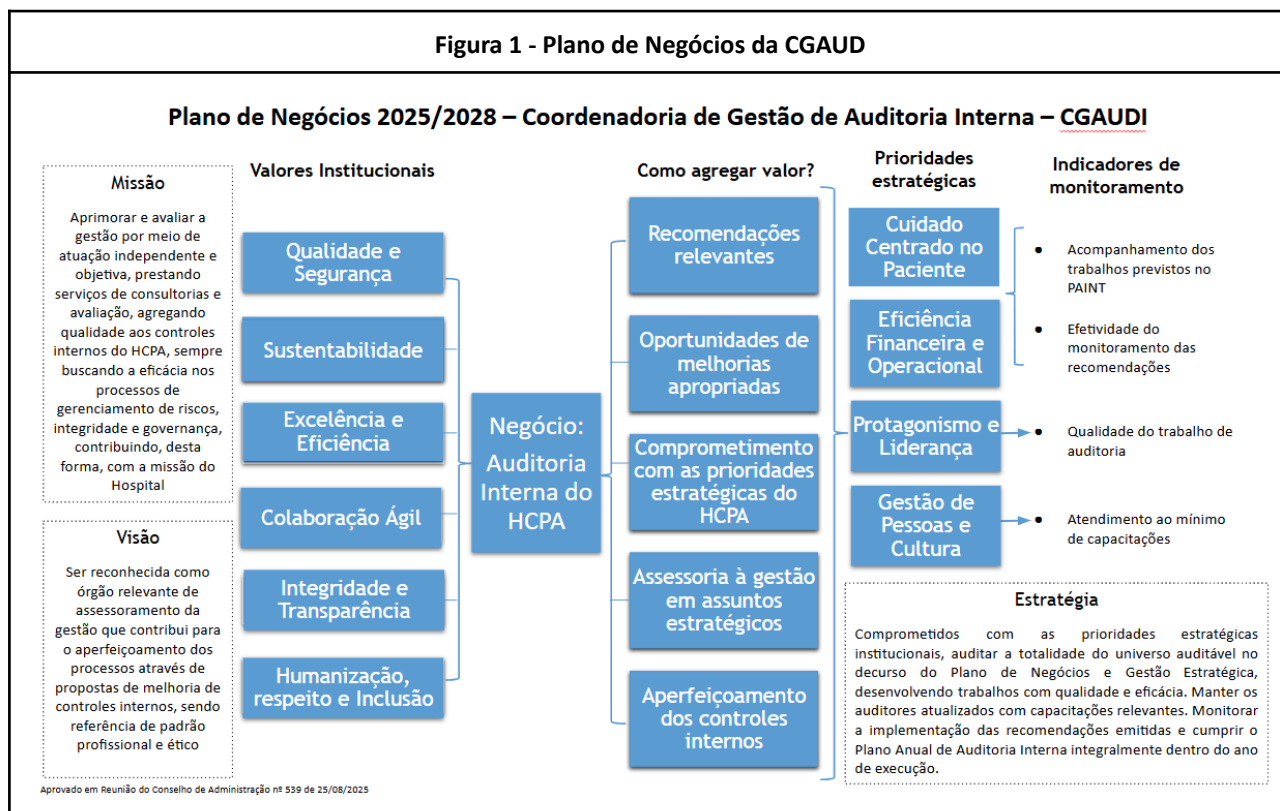 Figura 1 - Plano de Negócios da CGAUD
Plano de Negócios 2025/2028 – Coordenadoria de Gestão de Auditoria Interna – CGAUDI
Missão
Aprimorar e avaliar a
gestão por meio de
atuação independente e
objetiva, prestando
serviços de consultorias e
avaliação, agregando
qualidade aos controles
internos do HCPA, sempre
buscando a eficácia nos
processos de
gerenciamento de riscos,
integridade e governança,
contribuindo, desta
forma, com a missão do
Hospital
Visão
Ser reconhecida como
órgão relevante de
assessoramento da
gestão que contribui para
o aperfeiçoamento dos
processos através de
propostas de melhoria de
controles internos, sendo
referência de padrão
profissional e ético
Valores Institucionais
Qualidade e
Segurança
Sustentabilidade
Excelência e
Eficiência
Colaboração Ágil
Integridade e
Transparência
Humanização,
respeito e Inclusão
Negócio:
Auditoria
Interna do
HCPA
Como agregar valor?
Recomendações
relevantes
Oportunidades de
melhorias
apropriadas
Comprometimento
com as prioridades
estratégicas do
HCPA
Assessoria à gestão
em assuntos
estratégicos
Aperfeiçoamento
dos controles
internos
Prioridades
estratégicas
Cuidado
Centrado no
Paciente
Eficiência
Financeira e
Operacional
Protagonismo e
Liderança
Gestão de
Pessoas e
Cultura
Indicadores de
monitoramento
• Acompanhamento dos
trabalhos previstos no
PAINT
• Efetividade do
monitoramento das
recomendações
• Qualidade do trabalho de
auditoria
• Atendimento ao mínimo
de capacitações
Estratégia
Comprometidos com as prioridades estratégicas
institucionais, auditar a totalidade do universo auditável no
decurso do Plano de Negócios e Gestão Estratégica,
desenvolvendo trabalhos com qualidade e eficácia. Manter os
auditores atualizados com capacitações relevantes. Monitorar
a implementação das recomendações emitidas e cumprir o
Plano Anual de Auditoria Interna integralmente dentro do ano
de execução.
Aprovado em Reunião do Conselho de Administração nº 539 de 25/08/2025